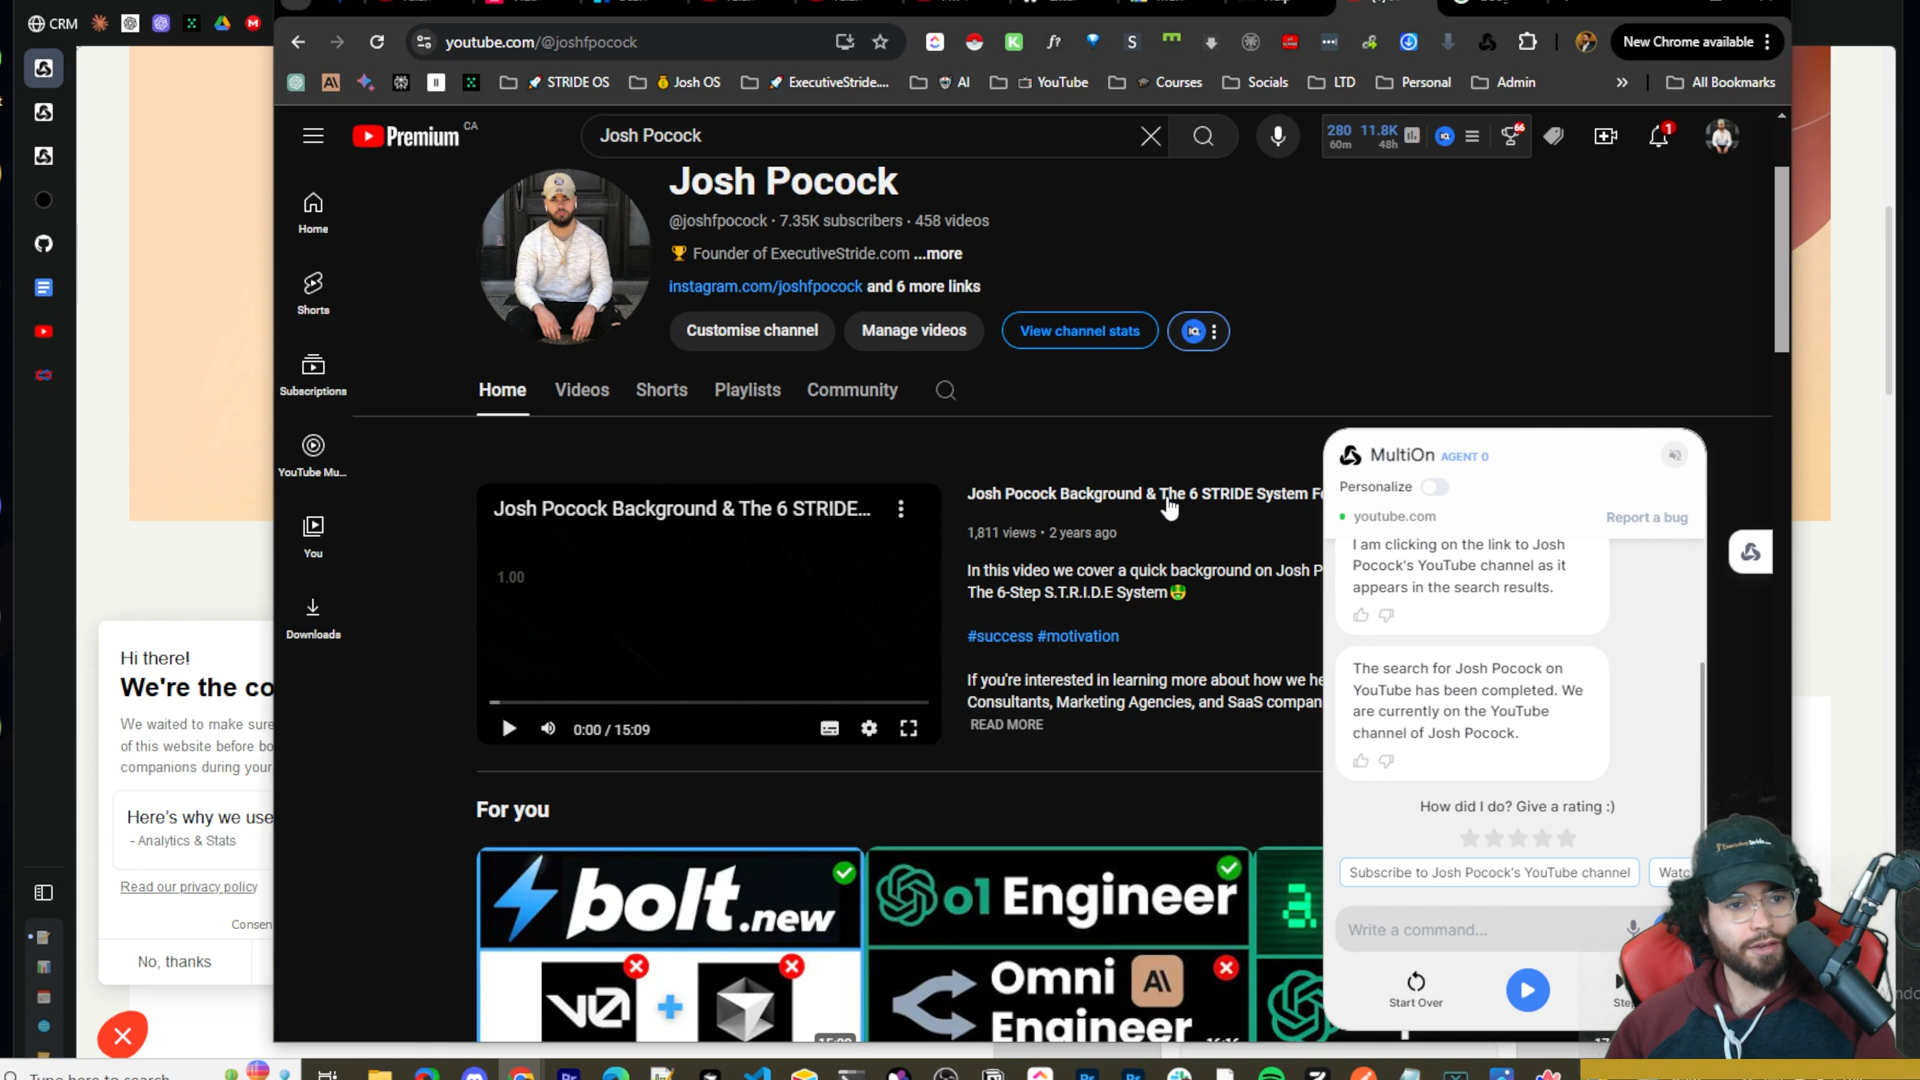 CRM
youtube.com/@joshfpocock
New Chrome available
STRIDE OS
Josh OS
ExecutiveStride....
AI
YouTube
Courses
Socials
LTD
Personal
Admin
All Bookmarks
Premium CA
Josh Pocock
280 11.8K
60m 48h
66
1
Home
Shorts
Subscriptions
YouTube Mu...
You
Downloads
Josh Pocock
@joshfpocock · 7.35K subscribers · 458 videos
🏆 Founder of ExecutiveStride.com ...more
instagram.com/joshfpocock and 6 more links
Customise channel
Manage videos
View channel stats
Home
Videos
Shorts
Playlists
Community
Josh Pocock Background & The 6 STRIDE...
1.00
0:00 / 15:09
Josh Pocock Background & The 6 STRIDE System F
1,811 views · 2 years ago
In this video we cover a quick background on Josh P
The 6-Step S.T.R.I.D.E System
#success #motivation
If you're interested in learning more about how we he
Consultants, Marketing Agencies, and SaaS compan
READ MORE
For you
bolt.new
o1 Engineer
Omni
Engineer
MultiOn AGENT 0
Personalize
youtube.com
Report a bug
I am clicking on the link to Josh
Pocock's YouTube channel as it
appears in the search results.
The search for Josh Pocock on
YouTube has been completed. We
are currently on the YouTube
channel of Josh Pocock.
How did I do? Give a rating :)
Subscribe to Josh Pocock's YouTube channel
Watc
Write a command...
Start Over
Step
Hi there!
We're the co
We waited to make sure
of this website before bo
companions during your
Here's why we use
- Analytics & Stats
Read our privacy policy
Consen
No, thanks
Type here to search